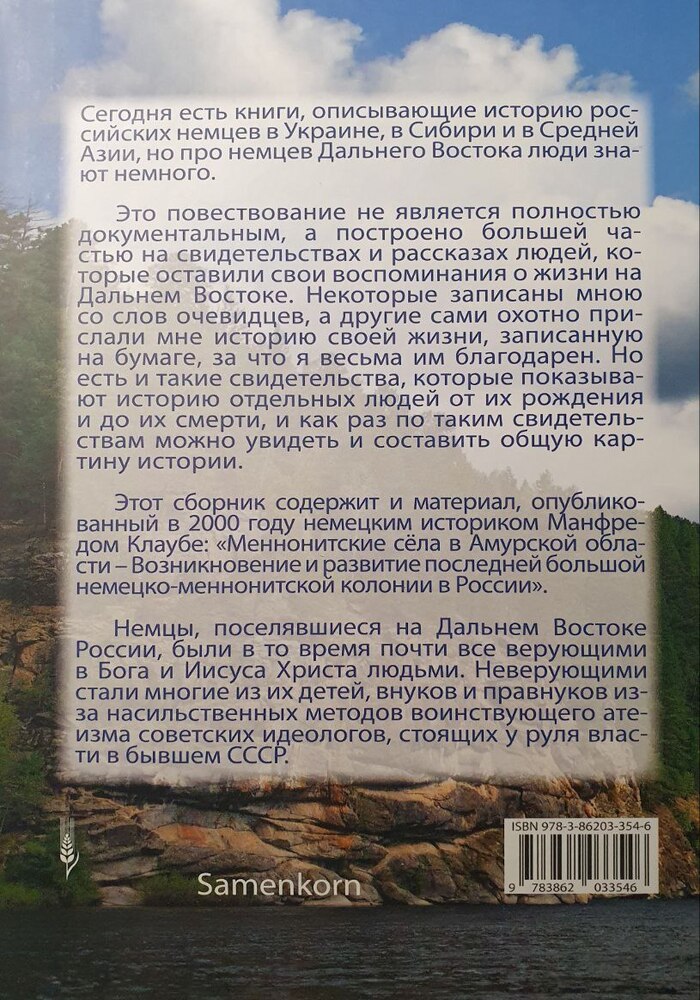 Сегодня есть книги, описывающие историю рос-
сийских немцев в Украине, в Сибири и в Средней
Азии, но про немцев Дальнего Востока люди зна-
ют немного.
Это повествование не является полностью
документальным, а построено большей ча-
стью на свидетельствах и рассказах людей, ко-
торые оставили свои воспоминания о жизни на
Дальнем Востоке. Некоторые записаны мною
со слов очевидцев, а другие сами охотно при-
слали мне историю своей жизни, записанную
на бумаге, за что я весьма им благодарен. Но
есть и такие свидетельства, которые показыва-
ют историю отдельных людей от их рождения
и до их смерти, и как раз по таким свидетель-
ствам можно увидеть и составить общую кар-
тину истории.
Этот сборник содержит и материал, опублико-
ванный в 2000 году немецким историком Манфре-
дом Клаубе: «Меннонитские сёла в Амурской обла-
сти – Возникновение и развитие последней большой
немецко-меннонитской колонии в России».
Немцы, поселявшиеся на Дальнем Востоке
России, были в то время почти все верующими
в Бога и Иисуса Христа людьми. Неверующими
стали многие из их детей, внуков и правнуков из-
за насильственных методов воинствующего ате-
изма советских идеологов, стоящих у руля влас-
ти в бывшем СССР.
ISBN 978-3-86203-354-6
9 783862 033546
Samenkorn